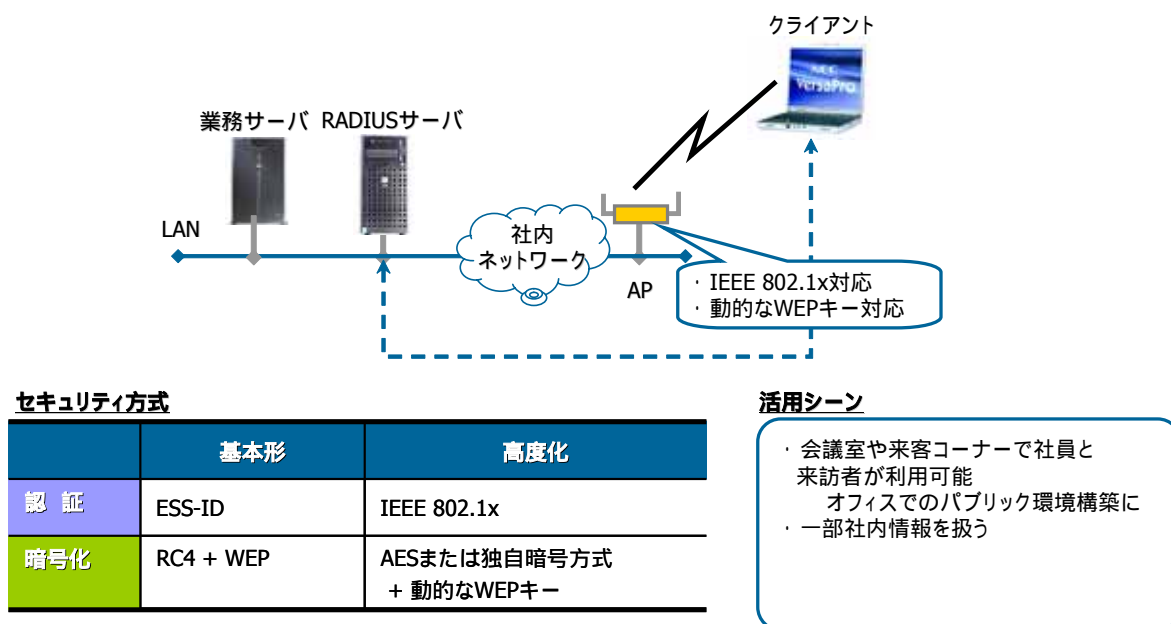 クライアント
NEC
VersaPro
業務サーバ RADIUSサーバ
LAN
社内
ネットワーク
AP
・IEEE 802.1x対応
・動的なWEPキー対応
セキュリティ方式
基本形 高度化
認 証 ESS-ID IEEE 802.1x
暗号化 RC4 + WEP AESまたは独自暗号方式
+ 動的なWEPキー
活用シーン
・会議室や来客コーナーで社員と
来訪者が利用可能
オフィスでのパブリック環境構築に
・一部社内情報を扱う